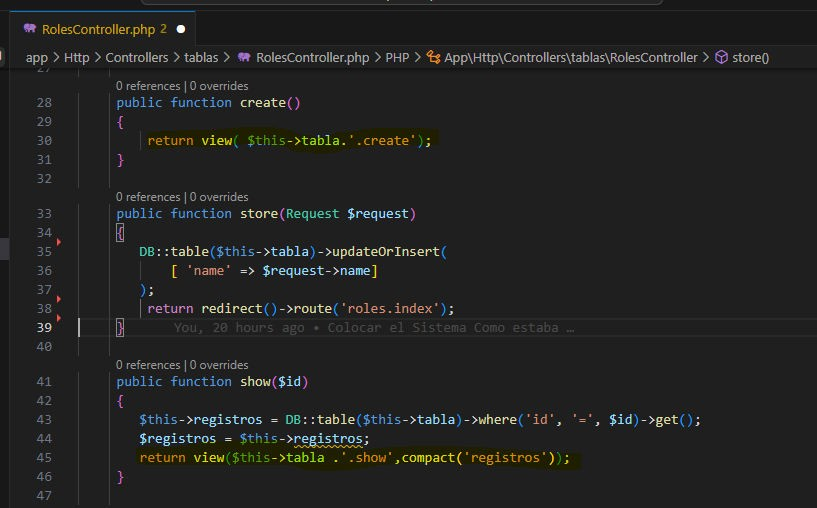 RolesController.php 2
app > Http > Controllers > tablas > RolesController.php > PHP > App\Http\Controllers\tablas\RolesController > store()
27
0 references | 0 overrides
28 public function create()
29 {
30 return view( $this->tabla.'.create');
31 }
32
0 references | 0 overrides
33 public function store(Request $request)
34 {
35 DB::table($this->tabla)->updateOrInsert(
36 [ 'name' => $request->name]
37 );
38 return redirect()->route('roles.index');
39 } You, 20 hours ago • Colocar el Sistema Como estaba …
40
0 references | 0 overrides
41 public function show($id)
42 {
43 $this->registros = DB::table($this->tabla)->where('id', '=', $id)->get();
44 $registros = $this->registros;
45 return view($this->tabla .'.show',compact('registros'));
46 }
47